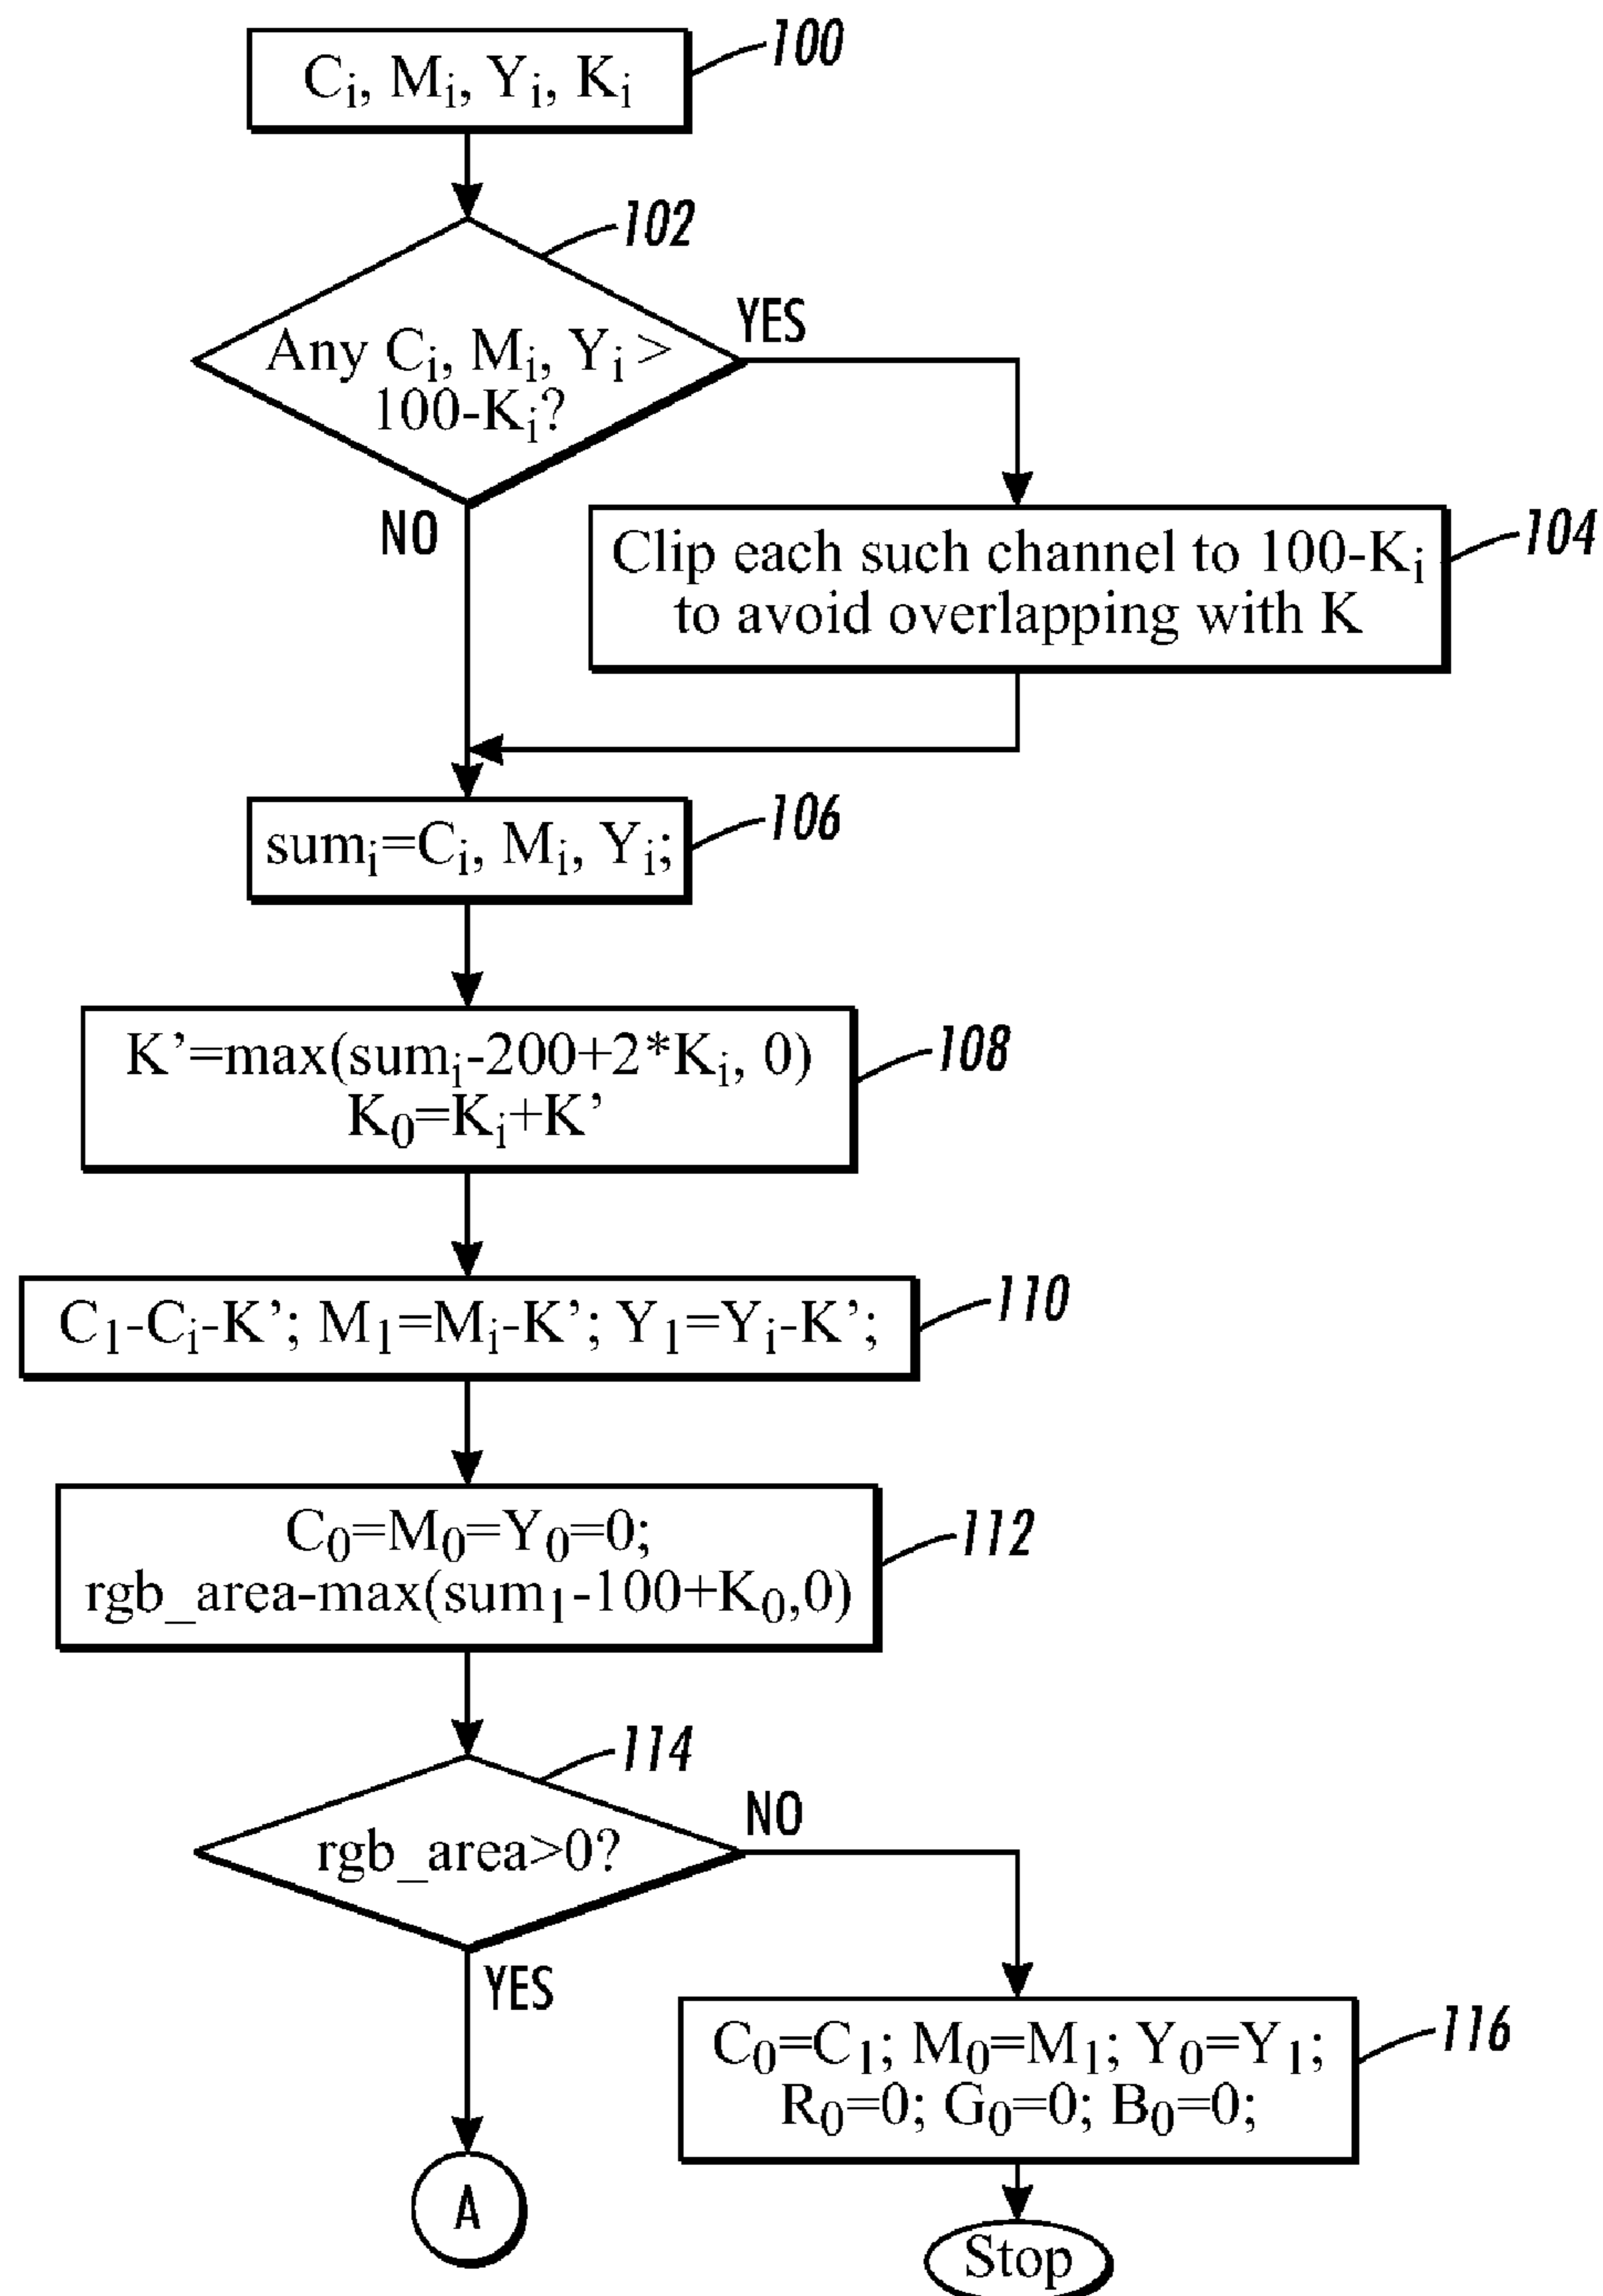 100
Cᵢ, Mᵢ, Yᵢ, Kᵢ
102
Any Cᵢ, Mᵢ, Yᵢ >
100-Kᵢ?
YES
NO
104
Clip each such channel to 100-Kᵢ
to avoid overlapping with K
106
sumᵢ=Cᵢ, Mᵢ, Yᵢ;
108
K’=max(sumᵢ-200+2*Kᵢ, 0)
K₀=Kᵢ+K’
110
C₁-Cᵢ-K’; M₁=Mᵢ-K’; Y₁=Yᵢ-K’;
112
C₀=M₀=Y₀=0;
rgb_area-max(sum₁-100+K₀,0)
114
rgb_area>0?
NO
YES
116
C₀=C₁; M₀=M₁; Y₀=Y₁;
R₀=0; G₀=0; B₀=0;
A
Stop